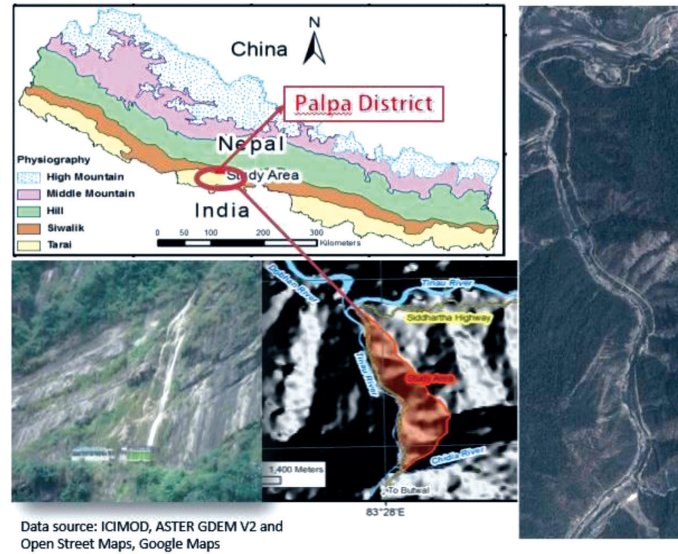 N
China
Palpa District
Nepal
Study Area
India
Physiography
High Mountain
Middle Mountain
Hill
Siwalik
Tarai
0 50 100 200 300
Kilometers
Dobhan River
Tinau River
Siddhartha Highway
Tinau River
Study Area
Chidia River
1,400 Meters
To Butwal
83°28'E
Data source: ICIMOD, ASTER GDEM V2 and
Open Street Maps, Google Maps